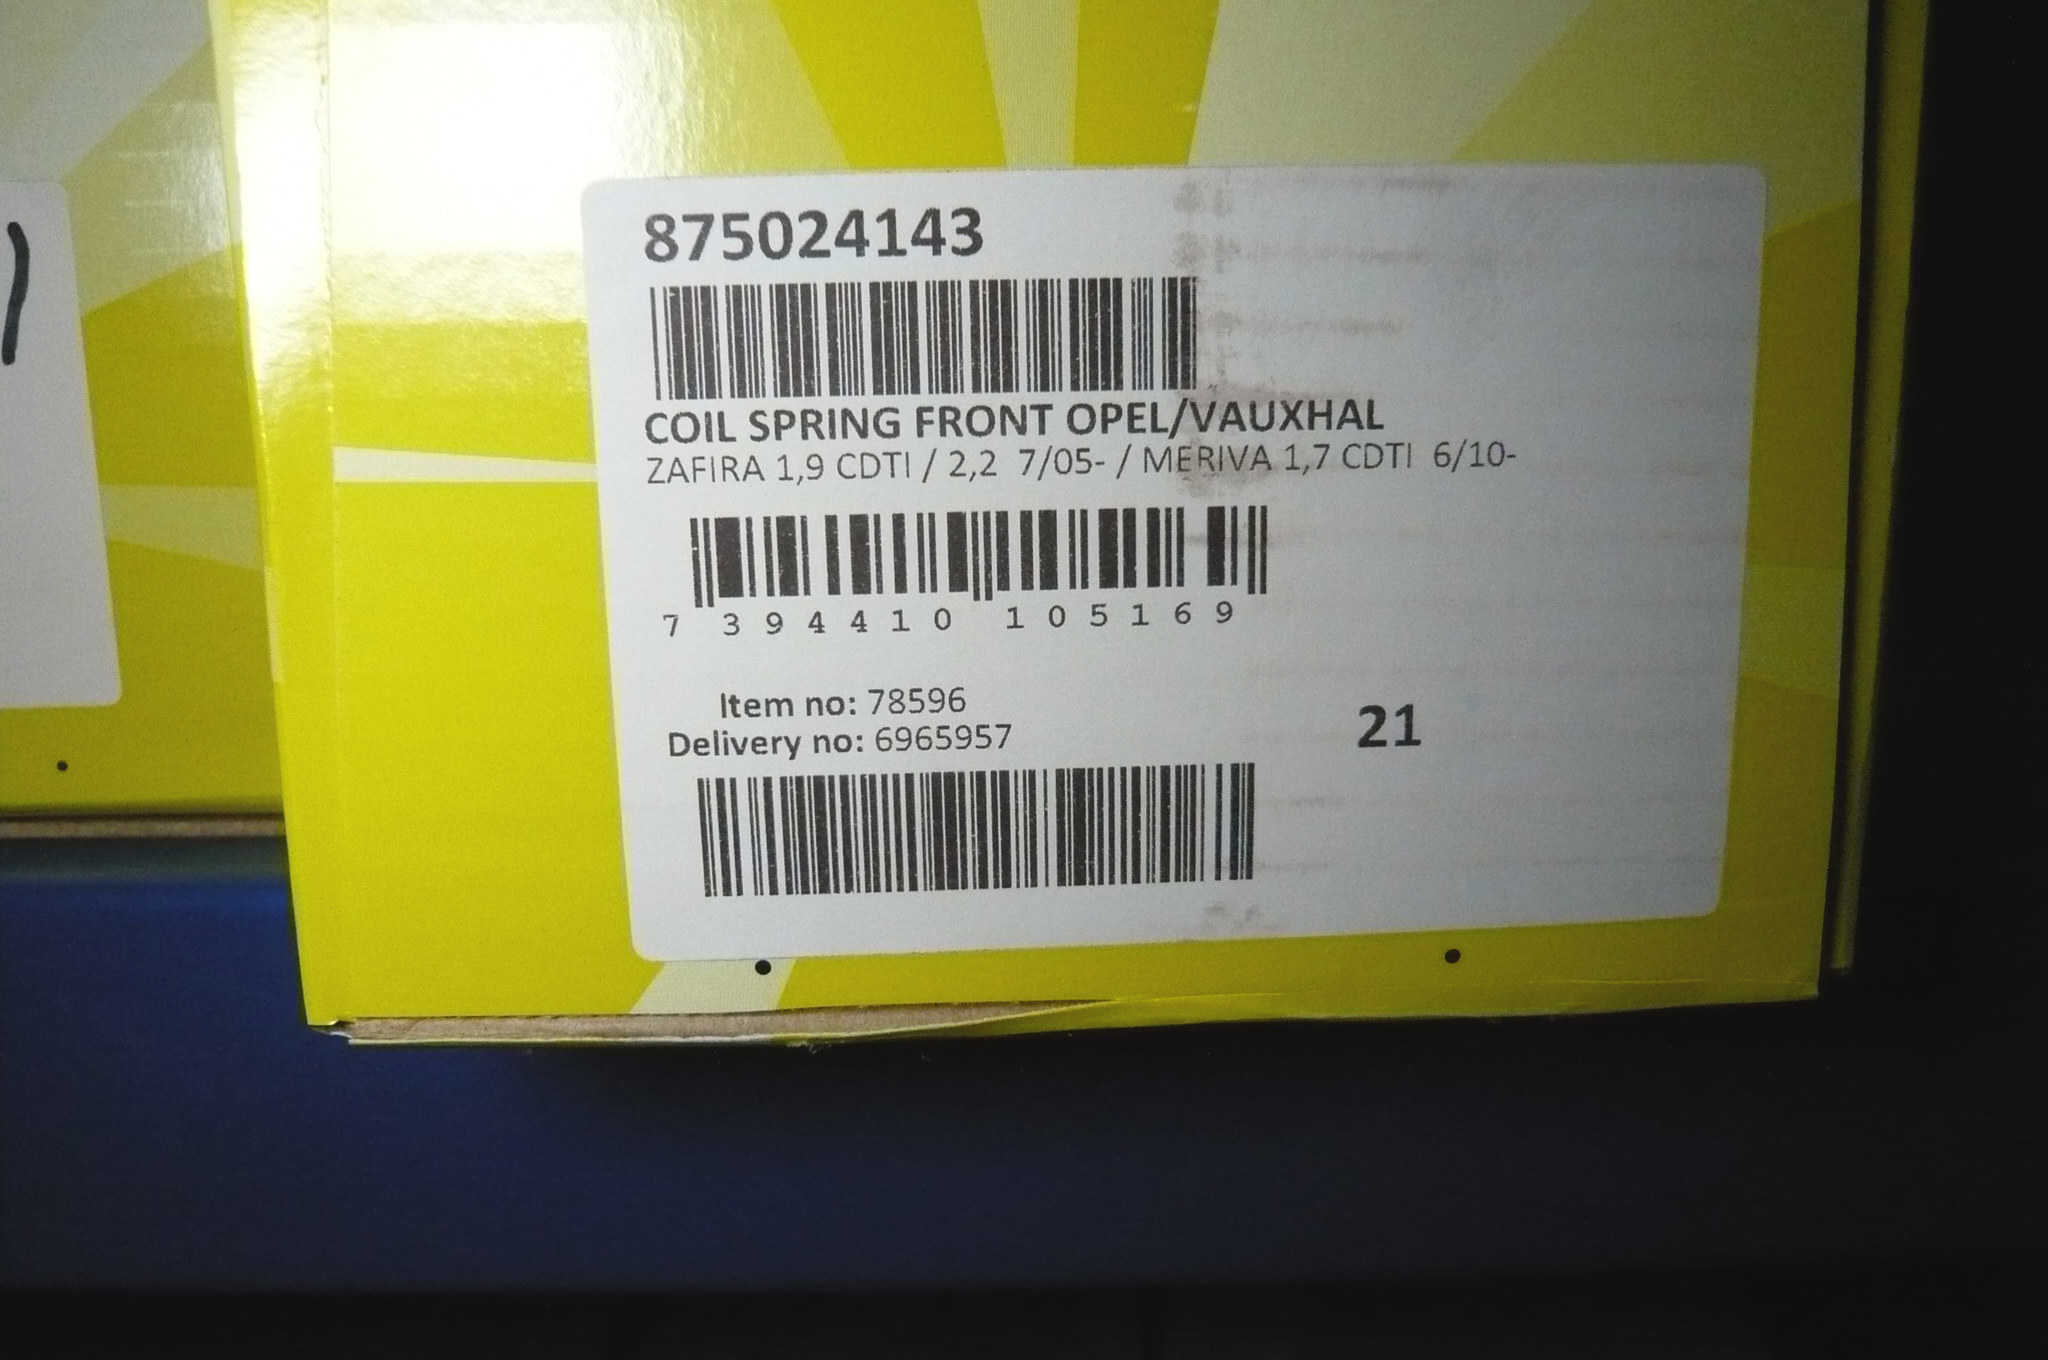 875024143
COIL SPRING FRONT OPEL/VAUXHAL
ZAFIRA 1,9 CDTI / 2,2 7/05- / MERIVA 1,7 CDTI 6/10-
7 394410 105169
Item no: 78596
Delivery no: 6965957
21